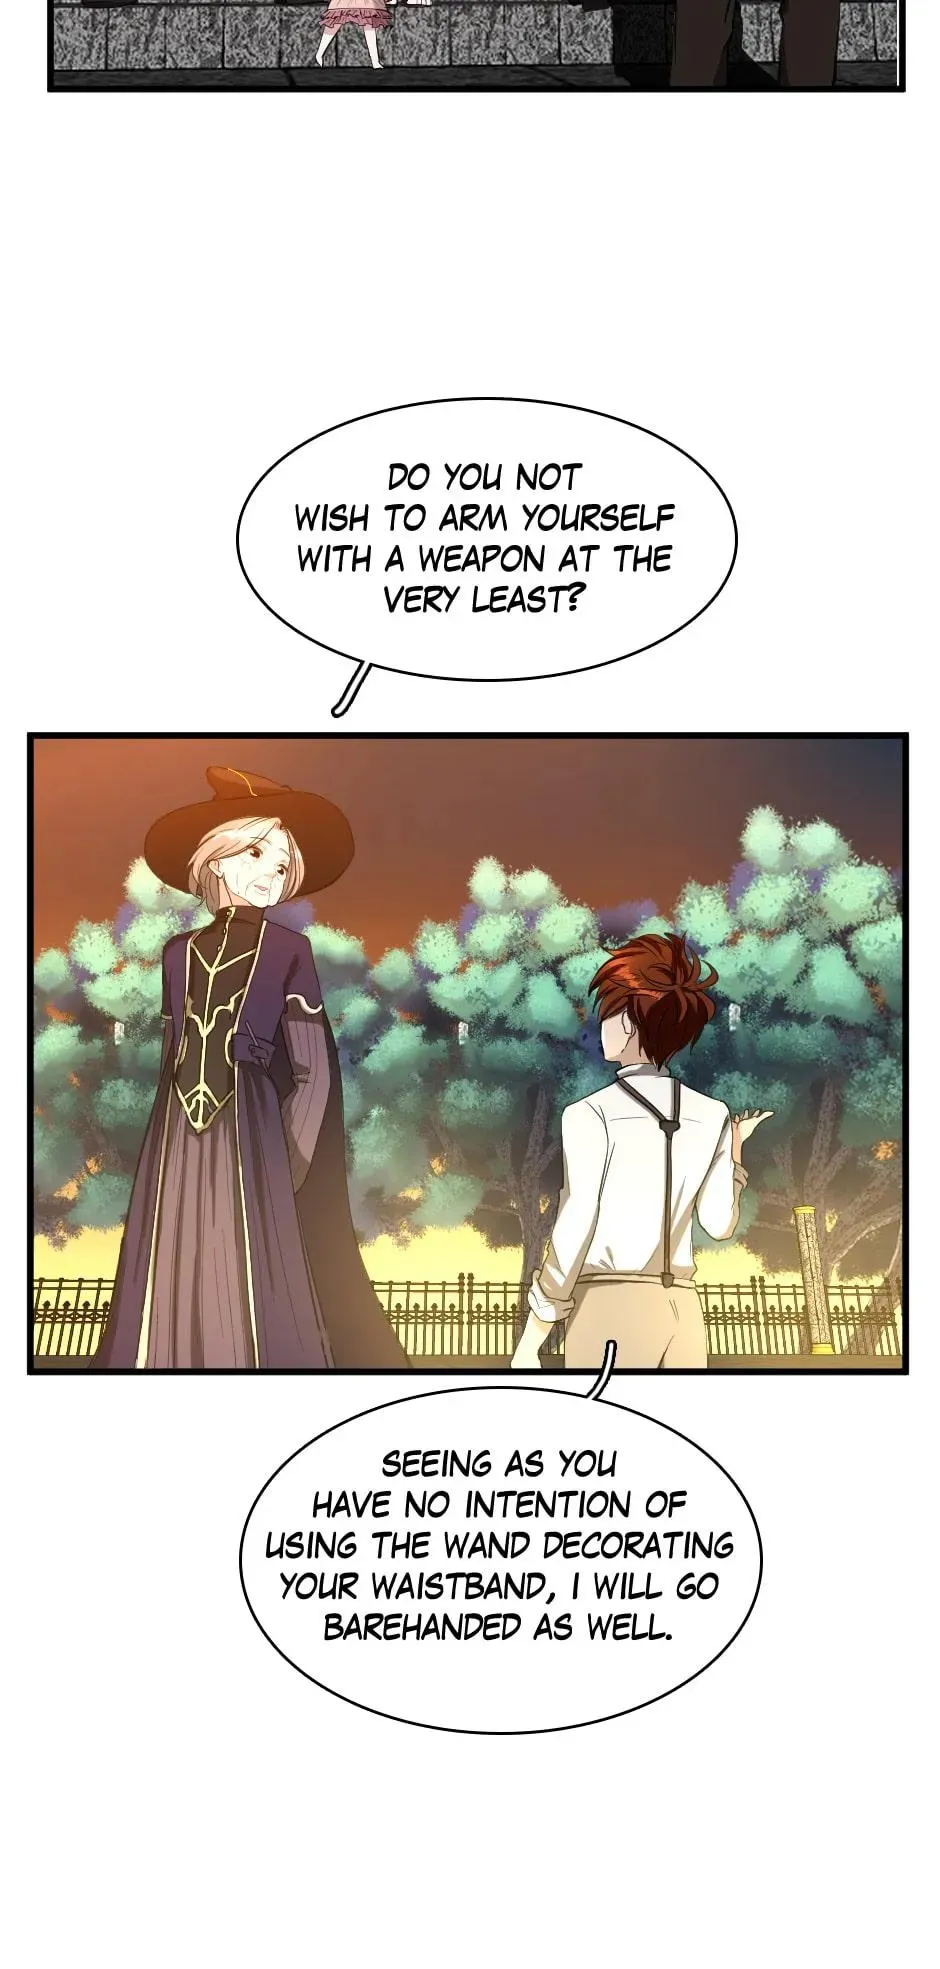 DO YOU NOT
WISH TO ARM YOURSELF
WITH A WEAPON AT THE
VERY LEAST?
SEEING AS YOU
HAVE NO INTENTION OF
USING THE WAND DECORATING
YOUR WAISTBAND, I WILL GO
BAREHANDED AS WELL.